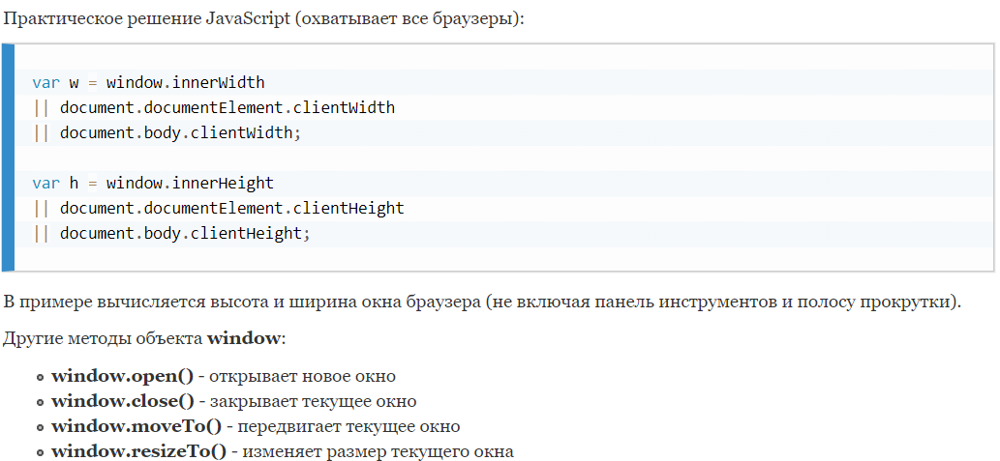 Практическое решение JavaScript (охватывает все браузеры):
var w = window.innerWidth
|| document.documentElement.clientWidth
|| document.body.clientWidth;
var h = window.innerHeight
|| document.documentElement.clientHeight
|| document.body.clientHeight;
В примере вычисляется высота и ширина окна браузера (не включая панель инструментов и полосу прокрутки).
Другие методы объекта window:
window.open() - открывает новое окно
window.close() - закрывает текущее окно
window.moveTo() - передвигает текущее окно
window.resizeTo() - изменяет размер текущего окна